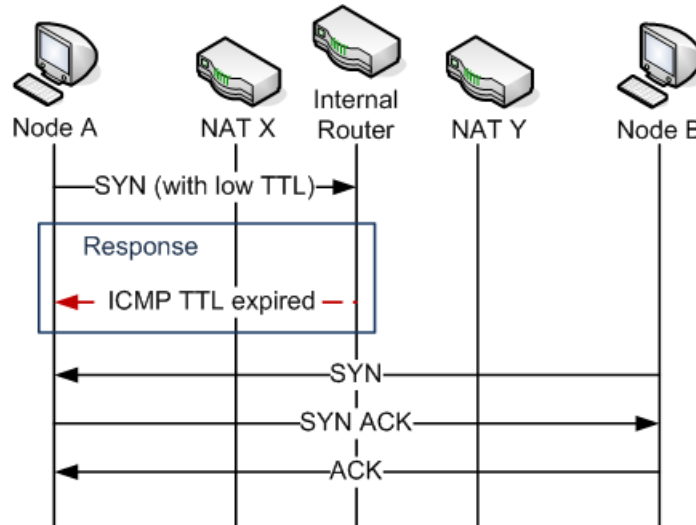 Node A
NAT X
Internal
Router
NAT Y
Node B
SYN (with low TTL)
Response
ICMP TTL expired
SYN
SYN ACK
ACK